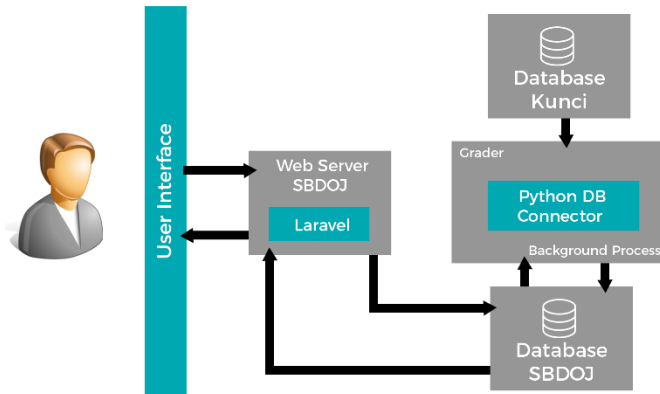 User Interface
Web Server
SBDOJ
Laravel
Database
Kunci
Grader
Python DB
Connector
Background Process
Database
SBDOJ